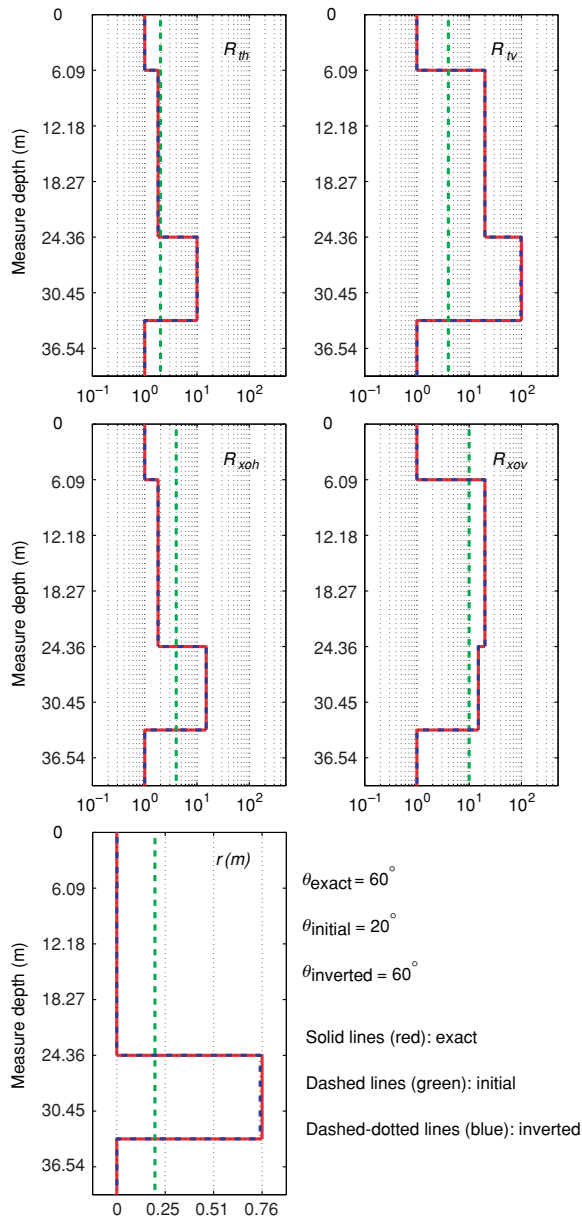 0
6.09
12.18
18.27
24.36
30.45
36.54
Measure depth (m)
R_th
10^−1 10^0 10^1 10^2
0
6.09
12.18
18.27
24.36
30.45
36.54
R_tv
10^−1 10^0 10^1 10^2
0
6.09
12.18
18.27
24.36
30.45
36.54
Measure depth (m)
R_xoh
10^−1 10^0 10^1 10^2
0
6.09
12.18
18.27
24.36
30.45
36.54
R_xov
10^−1 10^0 10^1 10^2
0
6.09
12.18
18.27
24.36
30.45
36.54
Measure depth (m)
r (m)
0 0.25 0.51 0.76
θexact = 60°
θinitial = 20°
θinverted = 60°
Solid lines (red): exact
Dashed lines (green): initial
Dashed-dotted lines (blue): inverted